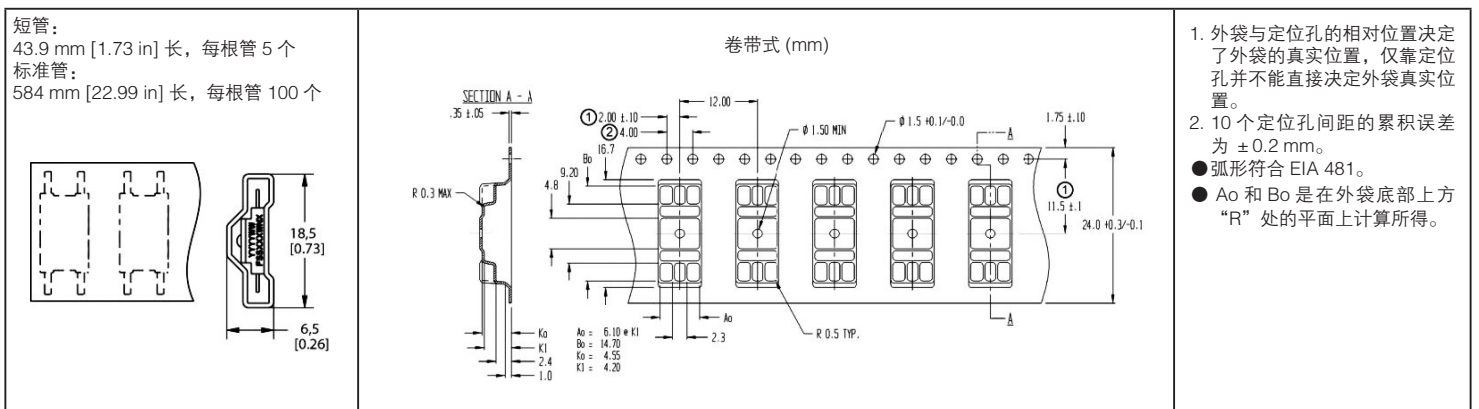 短管：
43.9 mm [1.73 in] 长，每根管 5 个
标准管：
584 mm [22.99 in] 长，每根管 100 个
18,5
[0.73]
6,5
[0.26]
卷带式 (mm)
SECTION A - A
.35 ±.05
① 2.00 ±.10
② 4.00
12.00
Bo
16.7
9.20
4.8
R 0.3 MAX
ϕ 1.50 MIN
ϕ 1.5 +0.1/-0.0
A
1.75 ±.10
①
11.5 ±.1
24.0 +0.3/-0.1
Ko
K1
2.4
1.0
Ao = 6.10 @ K1
Bo = 14.70
Ko = 4.55
K1 = 4.20
Ao
2.3
R 0.5 TYP.
A
1. 外袋与定位孔的相对位置决定
了外袋的真实位置，仅靠定位
孔并不能直接决定外袋真实位
置。
2. 10 个定位孔间距的累积误差
为 ±0.2 mm。
●弧形符合 EIA 481。
● Ao 和 Bo 是在外袋底部上方
“R”处的平面上计算所得。